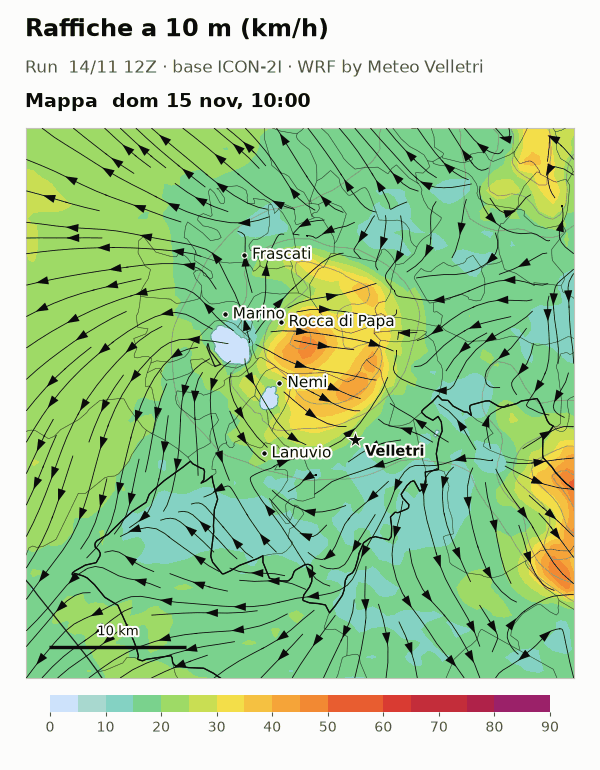 Raffiche a 10 m (km/h)
Run 14/11 12Z · base ICON-2I · WRF by Meteo Velletri
Mappa dom 15 nov, 10:00
Frascati
Marino
Rocca di Papa
Nemi
Velletri
Lanuvio
10 km
0 10 20 30 40 50 60 70 80 90